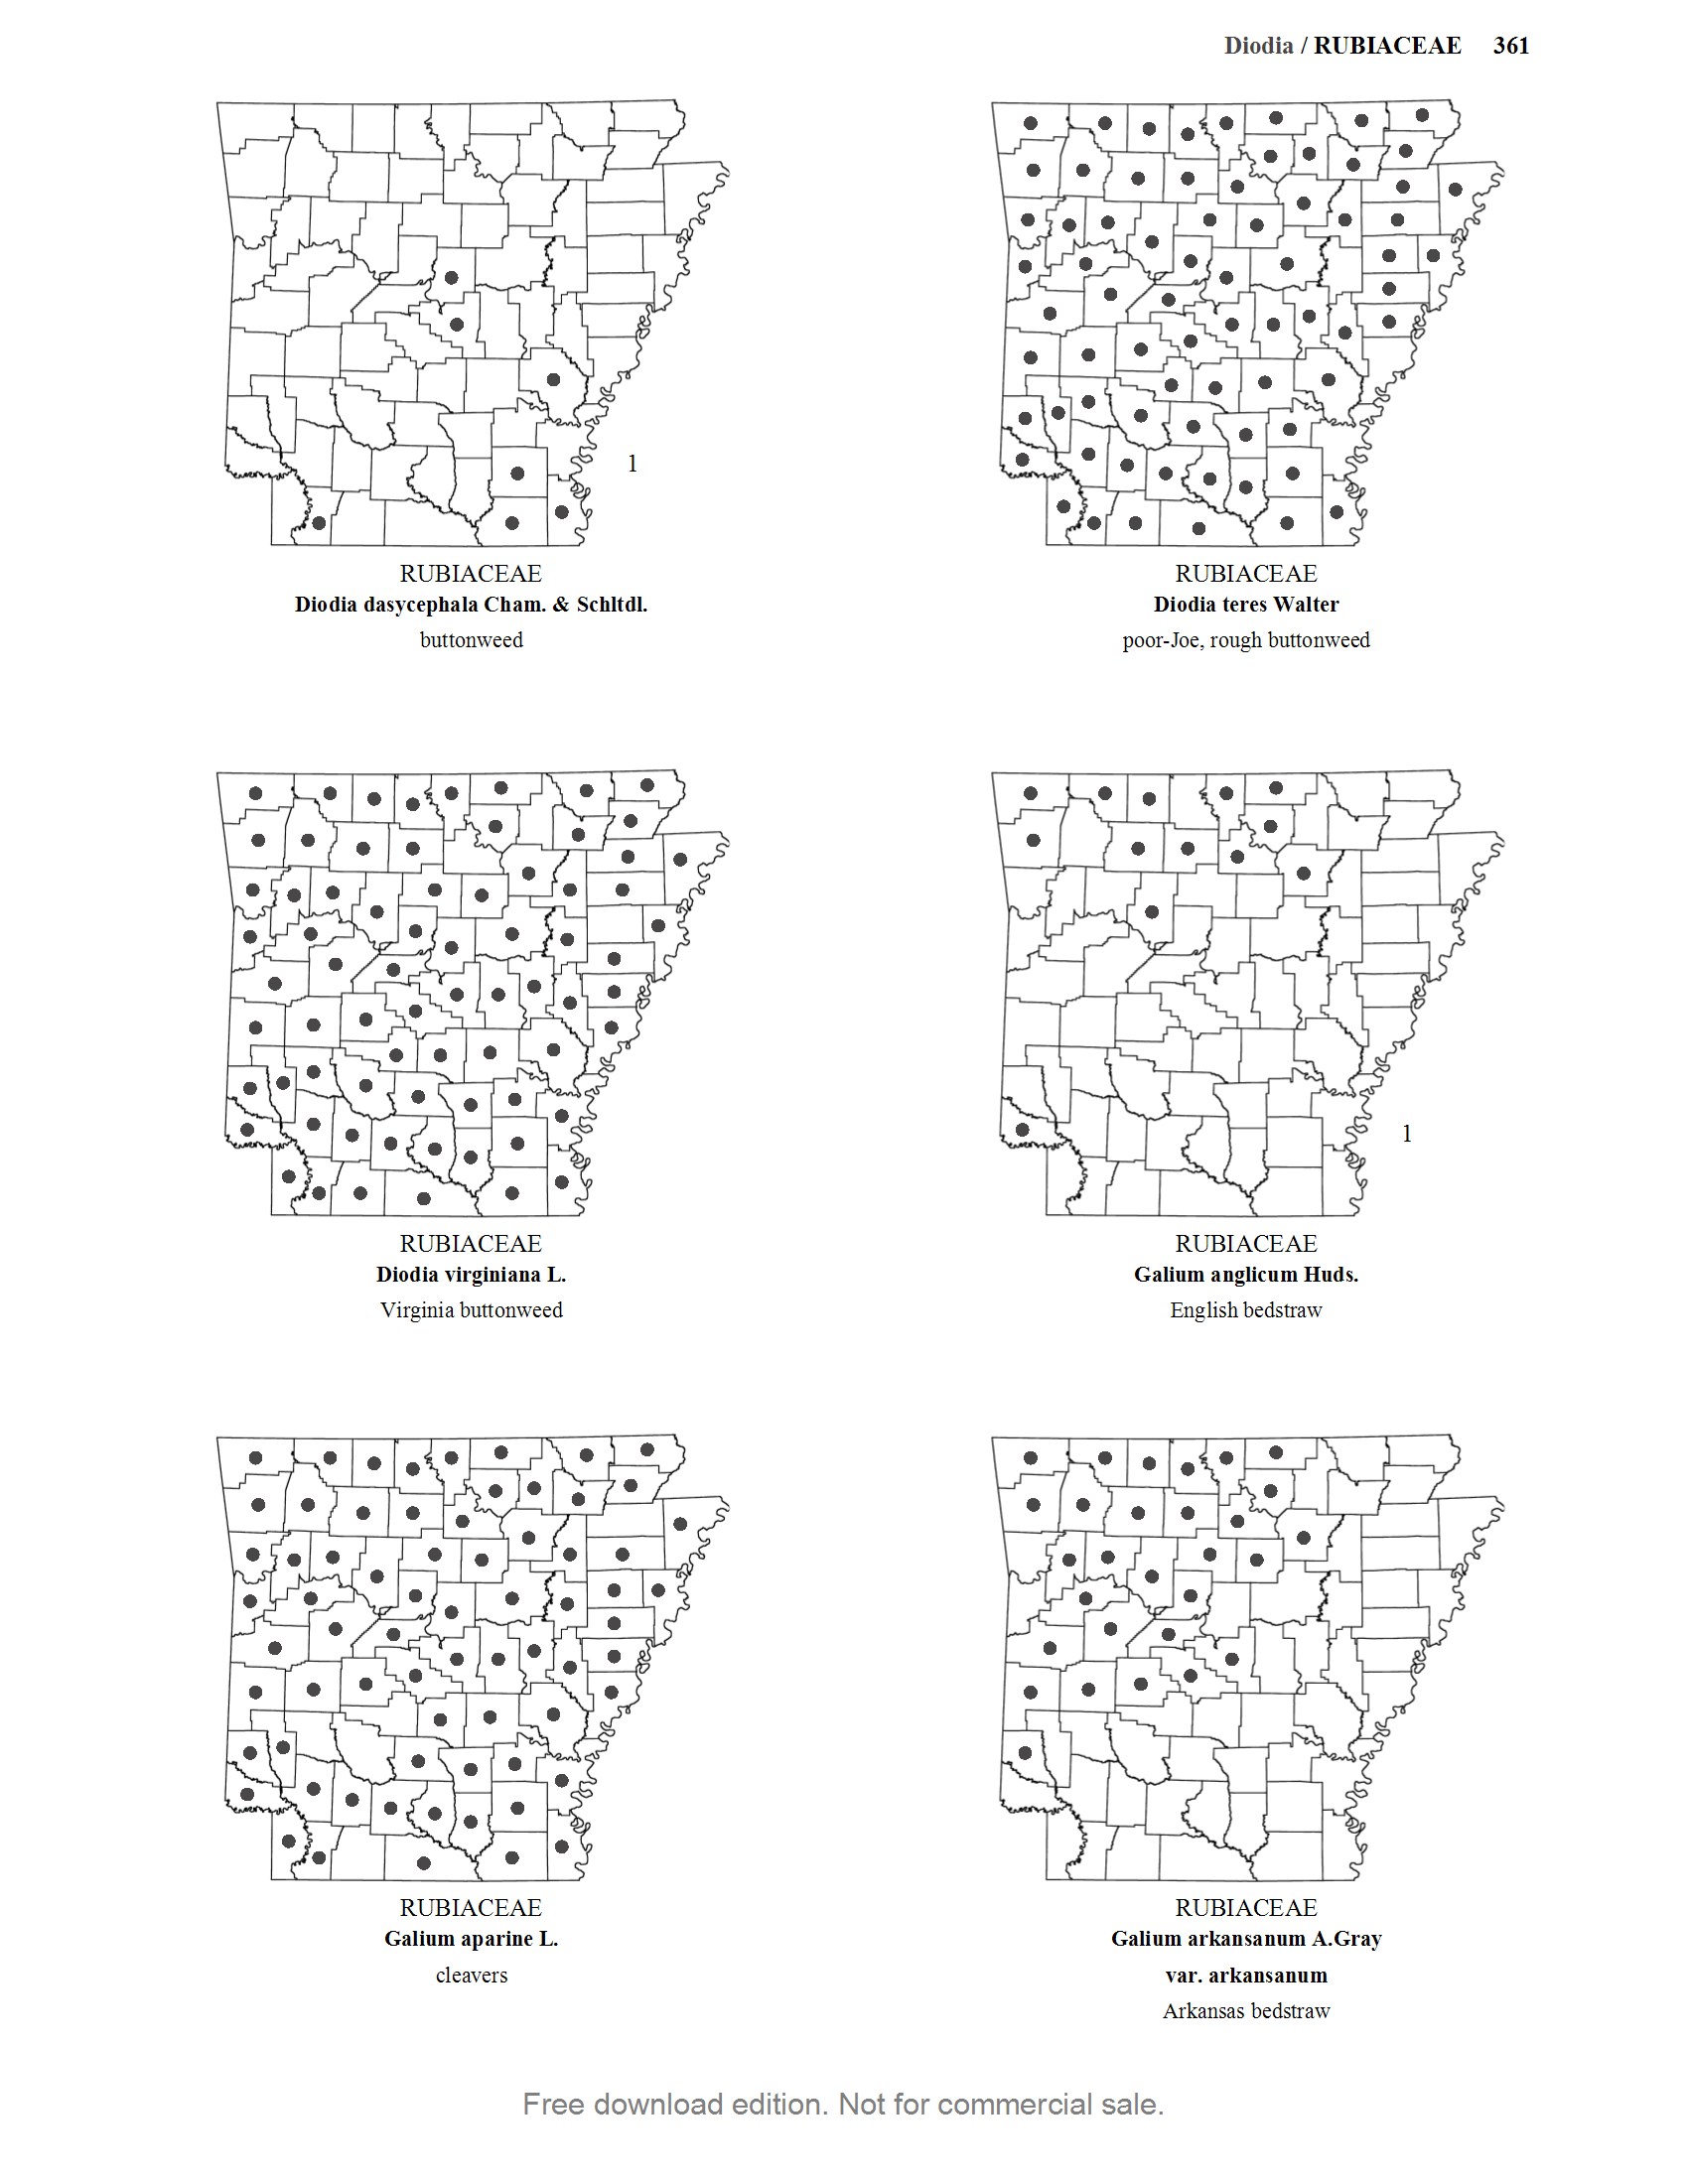 Diodia / RUBIACEAE 361
1
RUBIACEAE
Diodia dasycephala Cham. & Schltdl.
buttonweed
RUBIACEAE
Diodia teres Walter
poor-Joe, rough buttonweed
RUBIACEAE
Diodia virginiana L.
Virginia buttonweed
1
RUBIACEAE
Galium anglicum Huds.
English bedstraw
RUBIACEAE
Galium aparine L.
cleavers
RUBIACEAE
Galium arkansanum A.Gray
var. arkansanum
Arkansas bedstraw
Free download edition. Not for commercial sale.